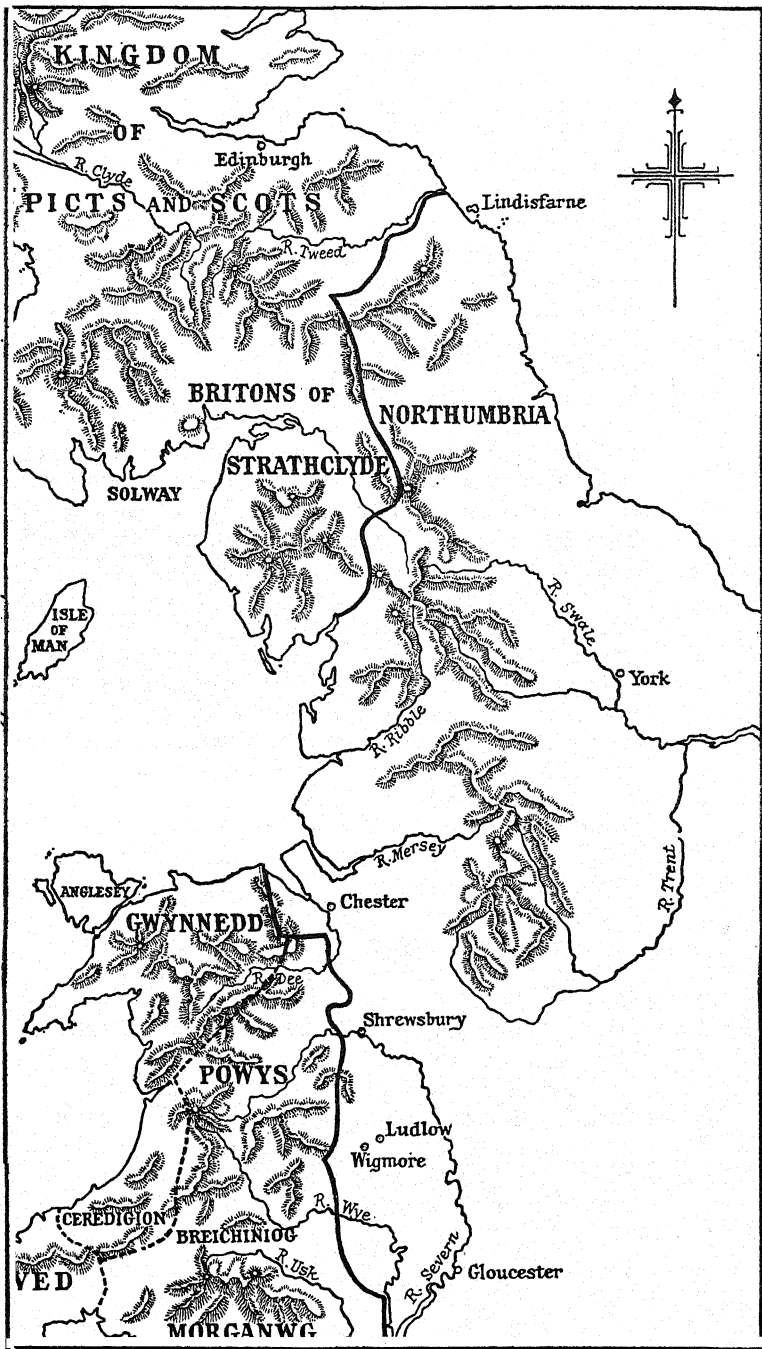 KINGDOM
OF
Edinburgh
R. Clyde
PICTS AND SCOTS
Lindisfarne
R. Tweed
BRITONS OF
NORTHUMBRIA
STRATHCLYDE
SOLWAY
R. Swale
ISLE
OF
MAN
York
R. Ribble
R. Mersey
R. Trent
ANGLESEY
Chester
GWYNNEDD
R. Dee
Shrewsbury
POWYS
Ludlow
Wigmore
R. Wye
CEREDIGION
BREICHINIOG
R. Usk
R. Severn
Gloucester
VED
MORGANWG